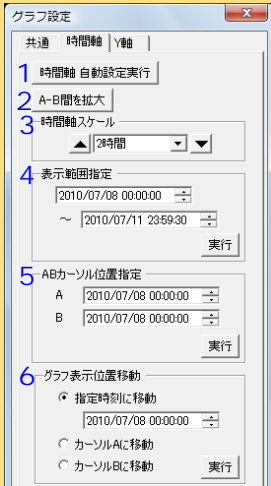 グラフ設定
共通 時間軸 Y軸
1 時間軸 自動設定実行
2 A-B間を拡大
3 時間軸スケール
2時間
4 表示範囲指定
2010/07/08 00:00:00
～ 2010/07/11 23:59:30
実行
5 ABカーソル位置指定
A 2010/07/08 00:00:00
B 2010/07/08 00:00:00
実行
6 グラフ表示位置移動
指定時刻に移動
2010/07/08 00:00:00
カーソルAに移動
カーソルBに移動 実行